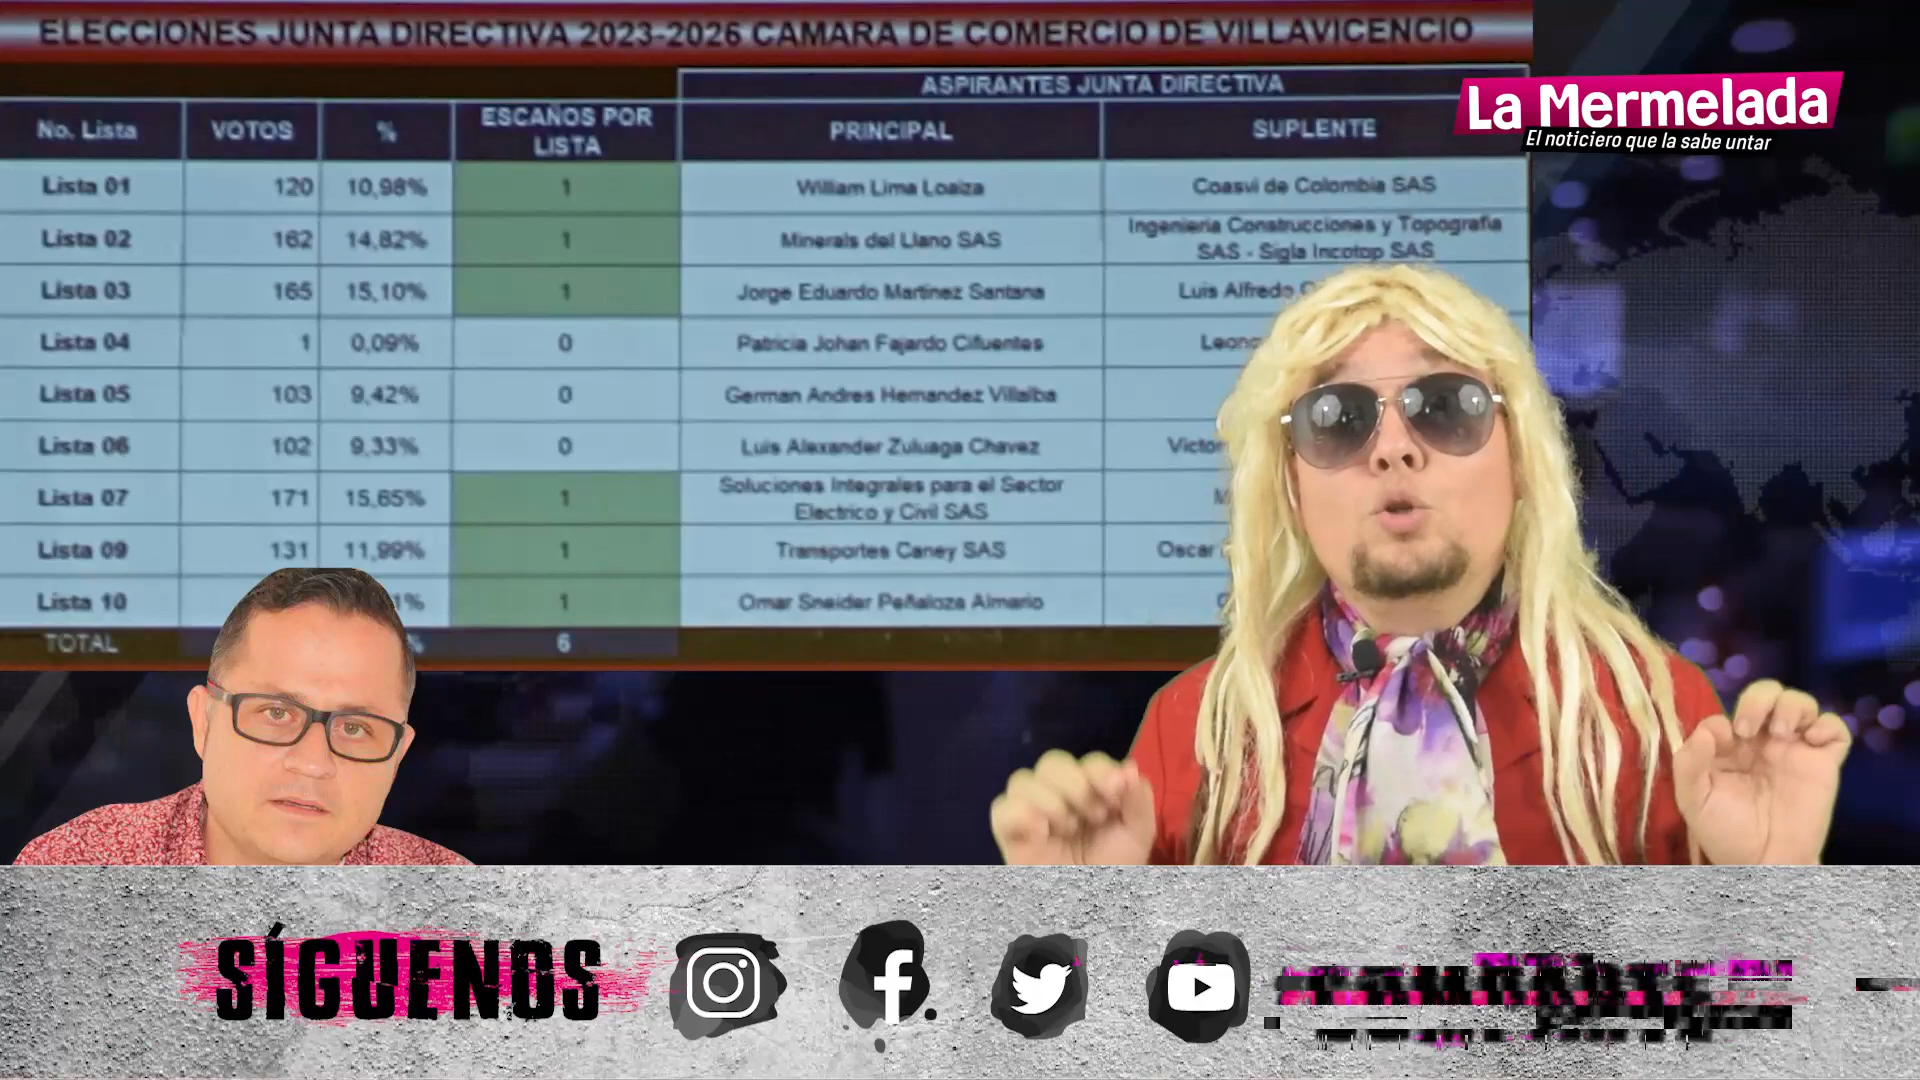 ELECCIONES JUNTA DIRECTIVA 2023-2026 CAMARA DE COMERCIO DE VILLAVICENCIO
ASPIRANTES JUNTA DIRECTIVA
No. Lista VOTOS % ESCAÑOS POR LISTA PRINCIPAL SUPLENTE
La Mermelada
El noticiero que la sabe untar
Lista 01 120 10,98% 1 William Lima Loaiza Coasvi de Colombia SAS
Lista 02 162 14,82% 1 Minerals del Llano SAS Ingenieria Construcciones y Topografia SAS - Sigla Incotop SAS
Lista 03 165 15,10% 1 Jorge Eduardo Martinez Santana Luis Alfredo
Lista 04 1 0,09% 0 Patricia Johan Fajardo Cifuentes
Lista 05 103 9,42% 0 German Andres Hernandez Villalba
Lista 06 102 9,33% 0 Luis Alexander Zuluaga Chavez Victor
Lista 07 171 15,65% 1 Soluciones Integrales para el Sector Electrico y Civil SAS
Lista 09 131 11,99% 1 Transportes Caney SAS Oscar
Lista 10 1% 1 Omar Sneider Peñaloza Almario
TOTAL % 6
SÍGUENOS